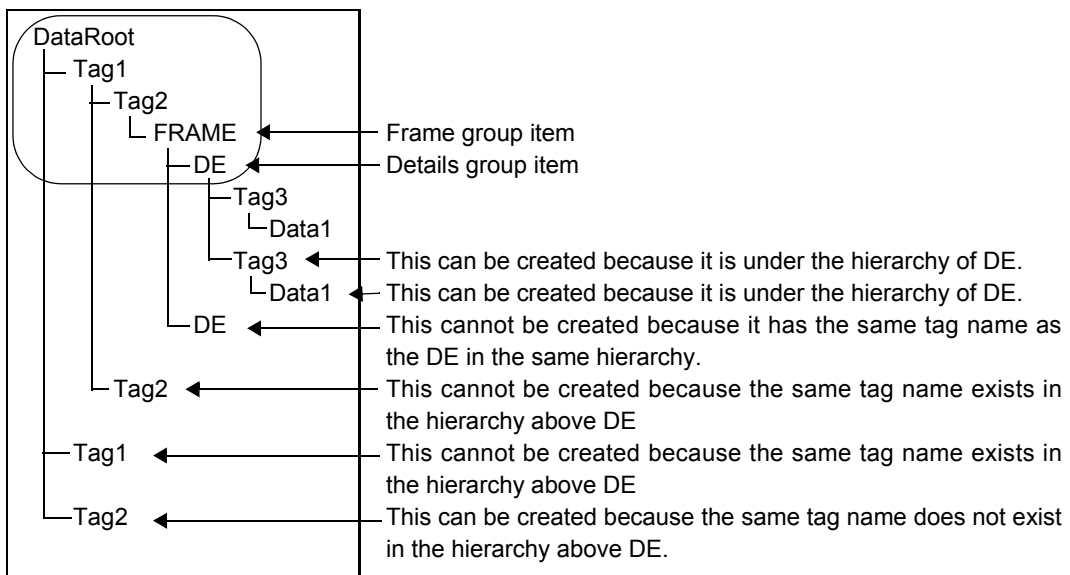 DataRoot
Tag1
Tag2
FRAME Frame group item
DE Details group item
Tag3
Data1
Tag3 This can be created because it is under the hierarchy of DE.
Data1 This can be created because it is under the hierarchy of DE.
DE This cannot be created because it has the same tag name as
the DE in the same hierarchy.
Tag2 This cannot be created because the same tag name exists in
the hierarchy above DE
Tag1 This cannot be created because the same tag name exists in
the hierarchy above DE
Tag2 This can be created because the same tag name does not exist
in the hierarchy above DE.